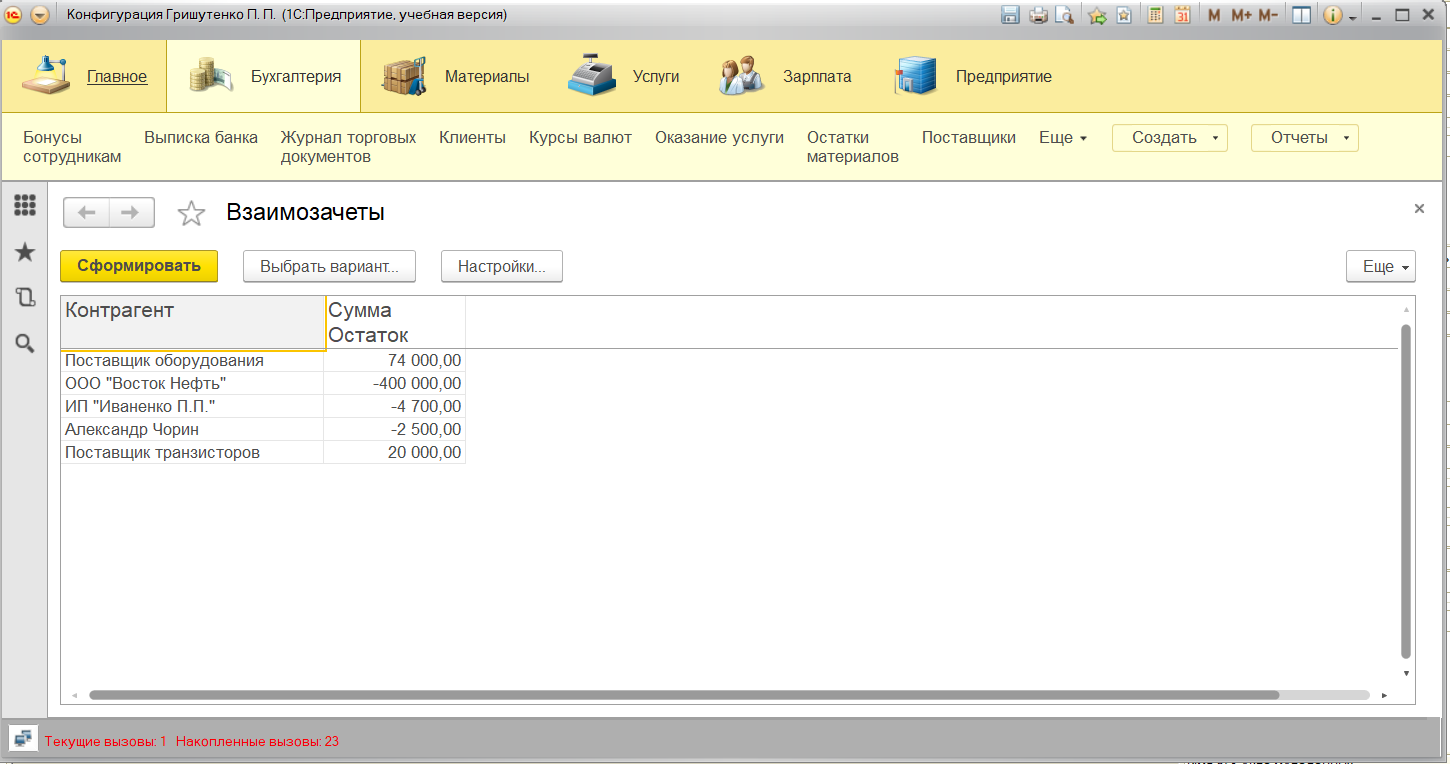 Конфигурация Гришутенко П. П. (1С:Предприятие, учебная версия)
31 M M+ M-
Главное Бухгалтерия Материалы Услуги Зарплата Предприятие
Бонусы Выписка банка Журнал торговых Клиенты Курсы валют Оказание услуги Остатки Поставщики Еще Создать Отчеты
сотрудникам документов материалов
Взаимозачеты
Сформировать Выбрать вариант... Настройки... Еще
Контрагент Сумма
Остаток
Поставщик оборудования 74 000,00
ООО "Восток Нефть" -400 000,00
ИП "Иваненко П.П." -4 700,00
Александр Чорин -2 500,00
Поставщик транзисторов 20 000,00
Текущие вызовы: 1 Накопленные вызовы: 23